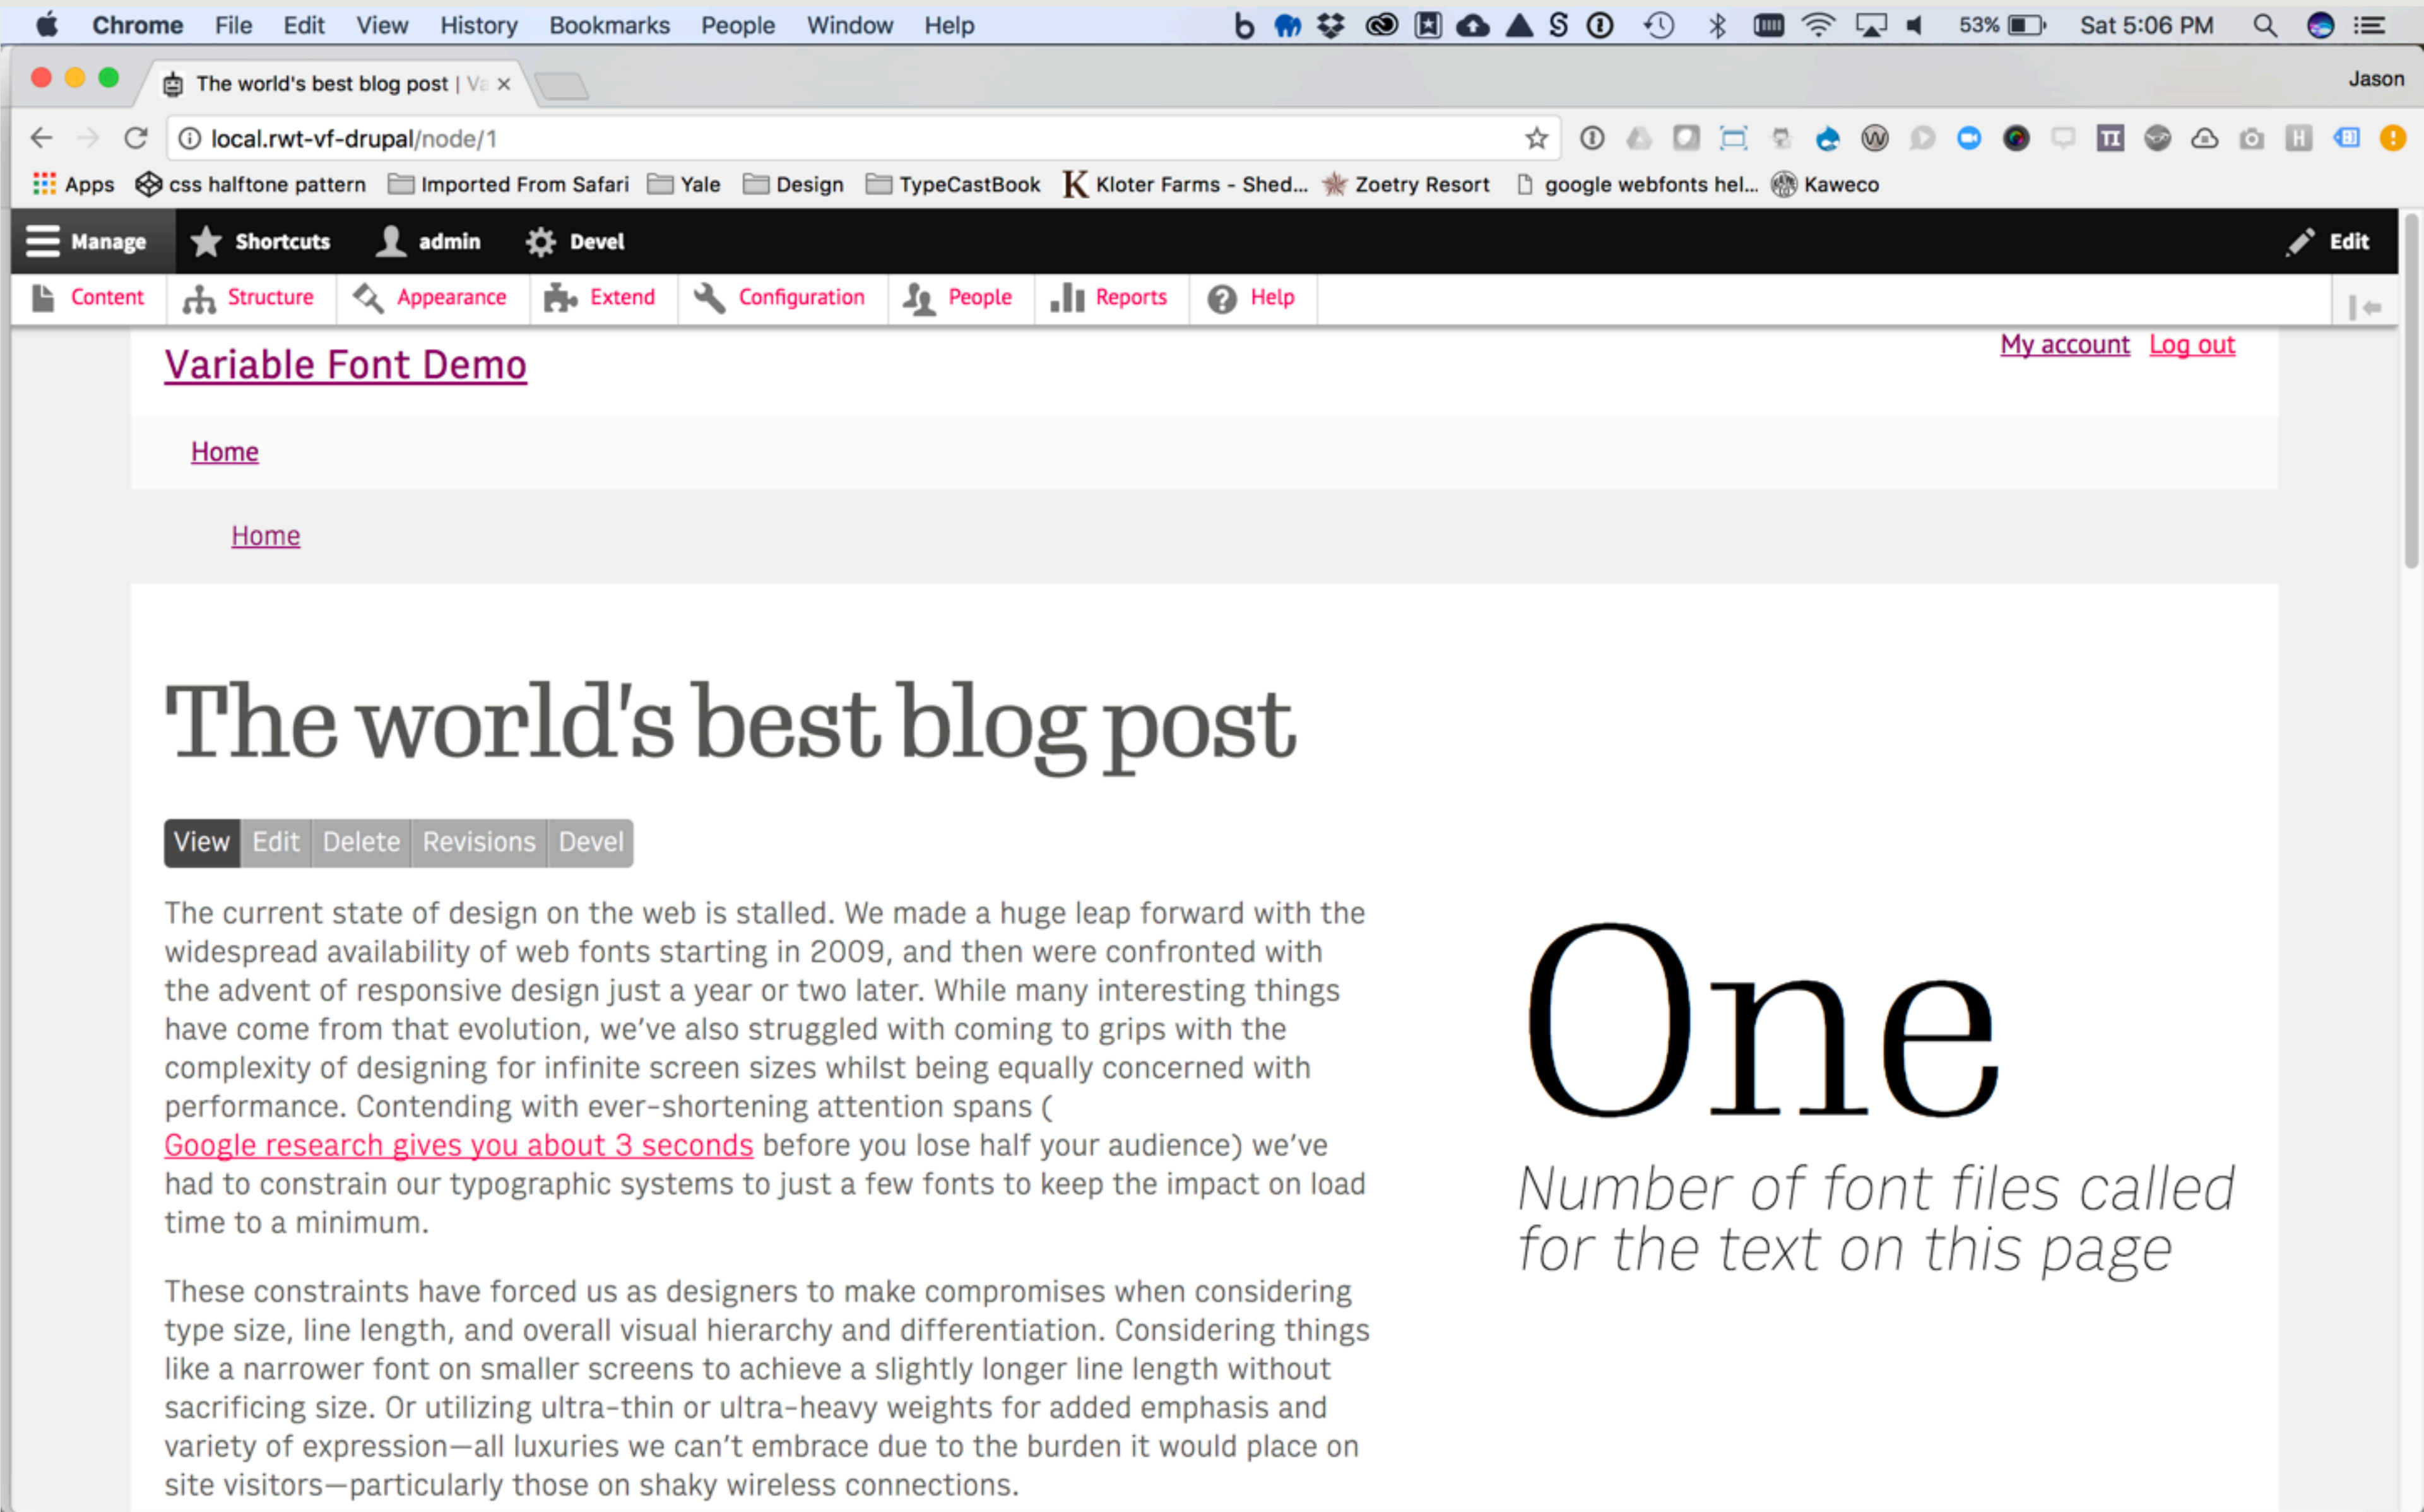 Chrome File Edit View History Bookmarks People Window Help 53% Sat 5:06 PM
The world's best blog post | Va Jason
local.rwt-vf-drupal/node/1
Apps css halftone pattern Imported From Safari Yale Design TypeCastBook Kloter Farms - Shed... Zoetry Resort google webfonts hel... Kaweco
Manage Shortcuts admin Devel Edit
Content Structure Appearance Extend Configuration People Reports Help
My account Log out
Variable Font Demo
Home
Home
The world's best blog post
View Edit Delete Revisions Devel
The current state of design on the web is stalled. We made a huge leap forward with the
widespread availability of web fonts starting in 2009, and then were confronted with
the advent of responsive design just a year or two later. While many interesting things
have come from that evolution, we’ve also struggled with coming to grips with the
complexity of designing for infinite screen sizes whilst being equally concerned with
performance. Contending with ever-shortening attention spans (
Google research gives you about 3 seconds before you lose half your audience) we’ve
had to constrain our typographic systems to just a few fonts to keep the impact on load
time to a minimum.
These constraints have forced us as designers to make compromises when considering
type size, line length, and overall visual hierarchy and differentiation. Considering things
like a narrower font on smaller screens to achieve a slightly longer line length without
sacrificing size. Or utilizing ultra-thin or ultra-heavy weights for added emphasis and
variety of expression—all luxuries we can’t embrace due to the burden it would place on
site visitors—particularly those on shaky wireless connections.
One
Number of font files called
for the text on this page